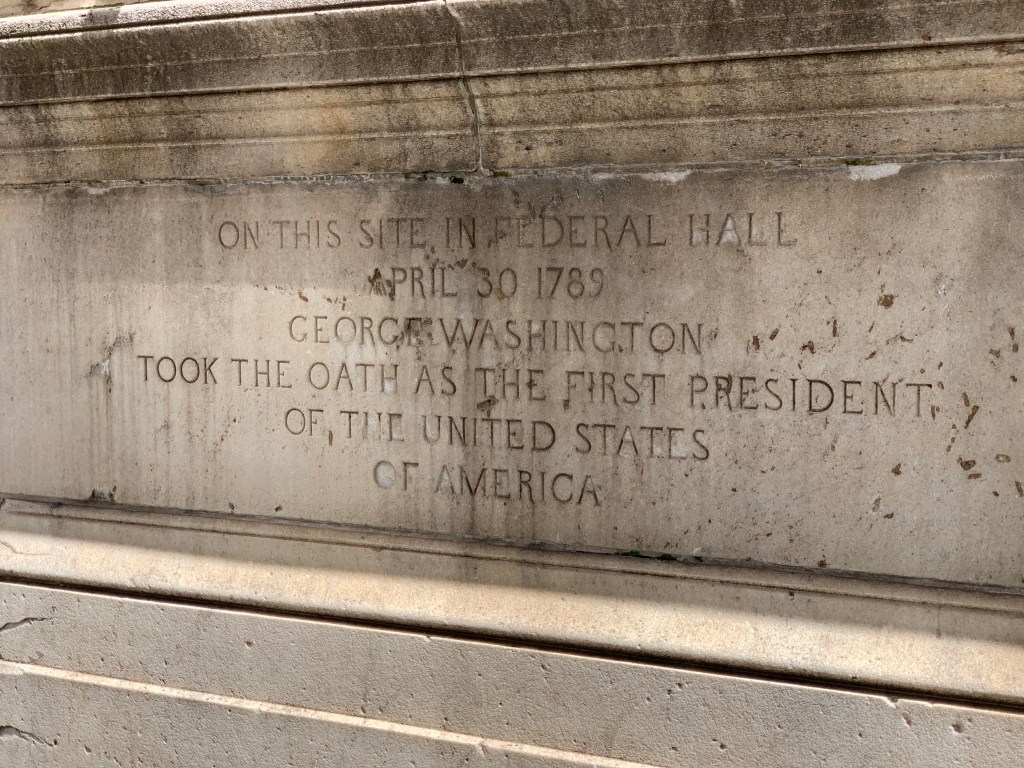 ON THIS SITE IN FEDERAL HALL
APRIL 30 1789
GEORGE WASHINGTON
TOOK THE OATH AS THE FIRST PRESIDENT
OF THE UNITED STATES
OF AMERICA